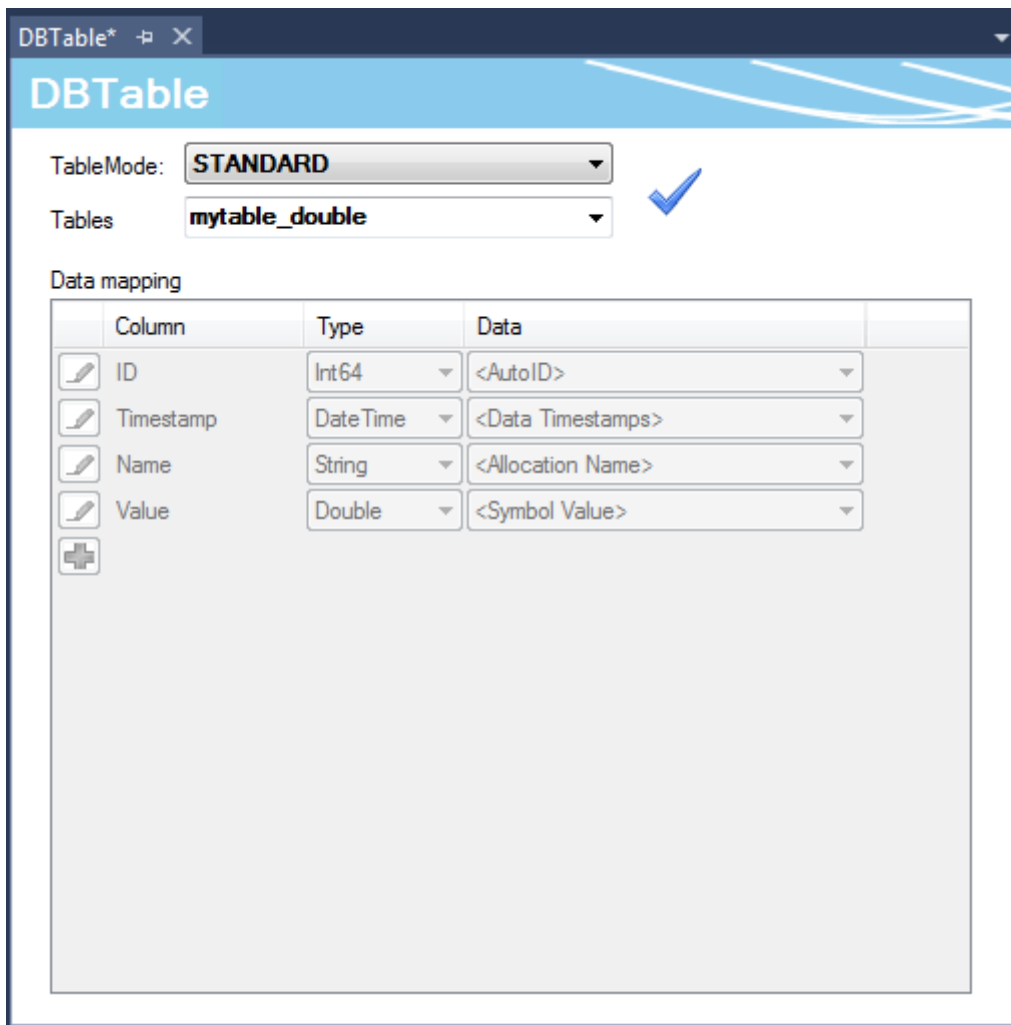 DBTable*
DBTable
TableMode: STANDARD
Tables mytable_double
Data mapping
Column Type Data
ID Int64 <AutoID>
Timestamp DateTime <Data Timestamps>
Name String <Allocation Name>
Value Double <Symbol Value>